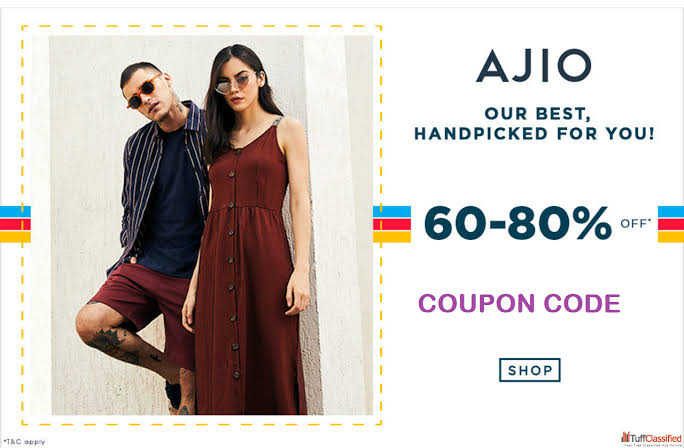 AJIO
OUR BEST,
HANDPICKED FOR YOU!
60-80% OFF*
COUPON CODE
SHOP
*T&C apply
TuffClassified